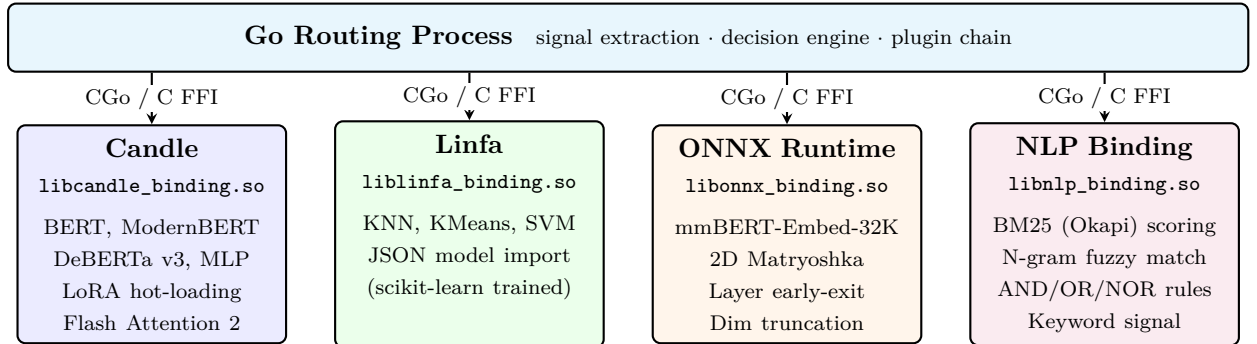 Go Routing Process signal extraction · decision engine · plugin chain
CGo / C FFI
CGo / C FFI
CGo / C FFI
CGo / C FFI
Candle
libcandle_binding.so
BERT, ModernBERT
DeBERTa v3, MLP
LoRA hot-loading
Flash Attention 2
Linfa
liblinfa_binding.so
KNN, KMeans, SVM
JSON model import
(scikit-learn trained)
ONNX Runtime
libonnx_binding.so
mmBERT-Embed-32K
2D Matryoshka
Layer early-exit
Dim truncation
NLP Binding
libnlp_binding.so
BM25 (Okapi) scoring
N-gram fuzzy match
AND/OR/NOR rules
Keyword signal